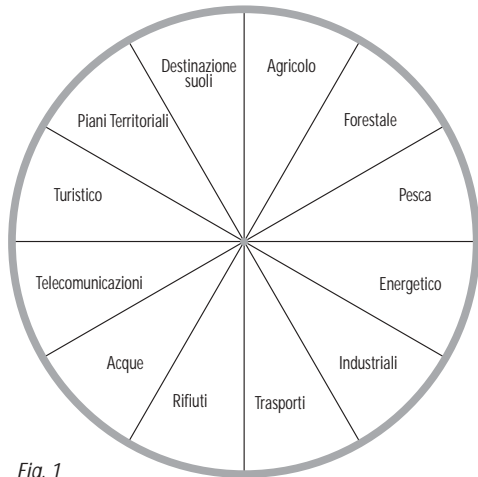 Destinazione
suoli
Agricolo
Piani Territoriali
Forestale
Turistico
Pesca
Telecomunicazioni
Energetico
Acque
Industriali
Rifiuti
Trasporti
Fig. 1